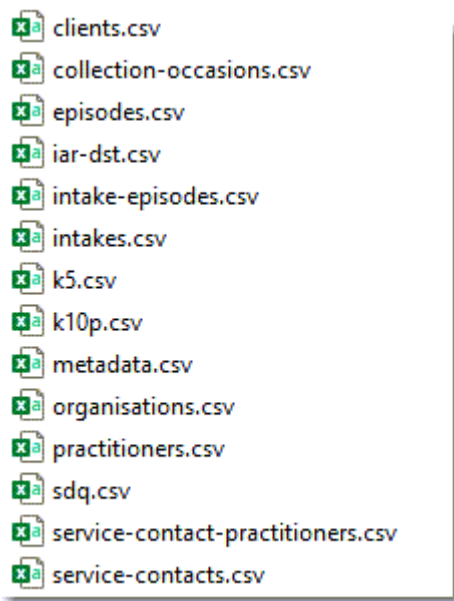 clients.csv
collection-occasions.csv
episodes.csv
iar-dst.csv
intake-episodes.csv
intakes.csv
k5.csv
k10p.csv
metadata.csv
organisations.csv
practitioners.csv
sdq.csv
service-contact-practitioners.csv
service-contacts.csv